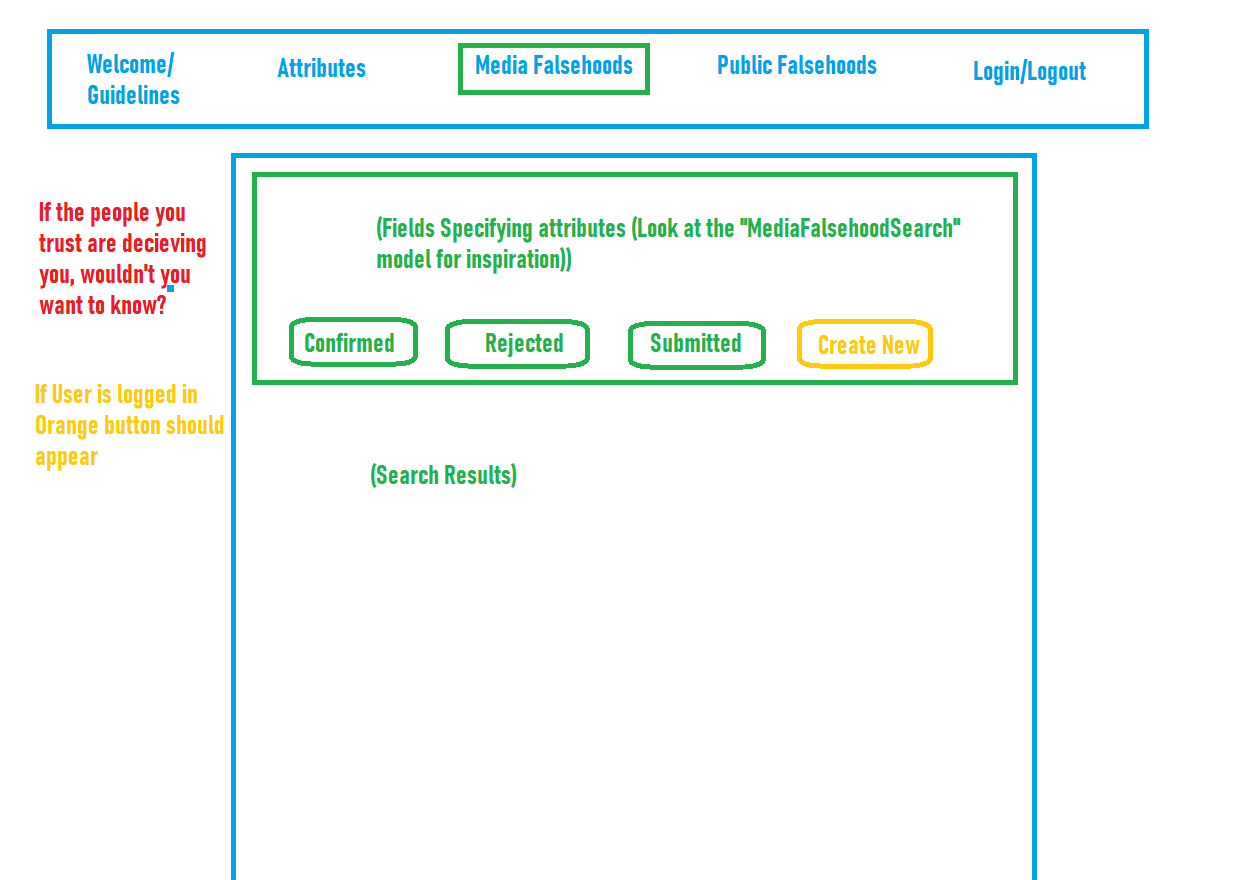 Welcome/
Guidelines
Attributes
Media Falsehoods
Public Falsehoods
Login/Logout
If the people you
trust are decieving
you, wouldn't you
want to know?
If User is logged in
Orange button should
appear
(Fields Specifying attributes (Look at the "MediaFalsehoodSearch"
model for inspiration))
Confirmed
Rejected
Submitted
Create New
(Search Results)